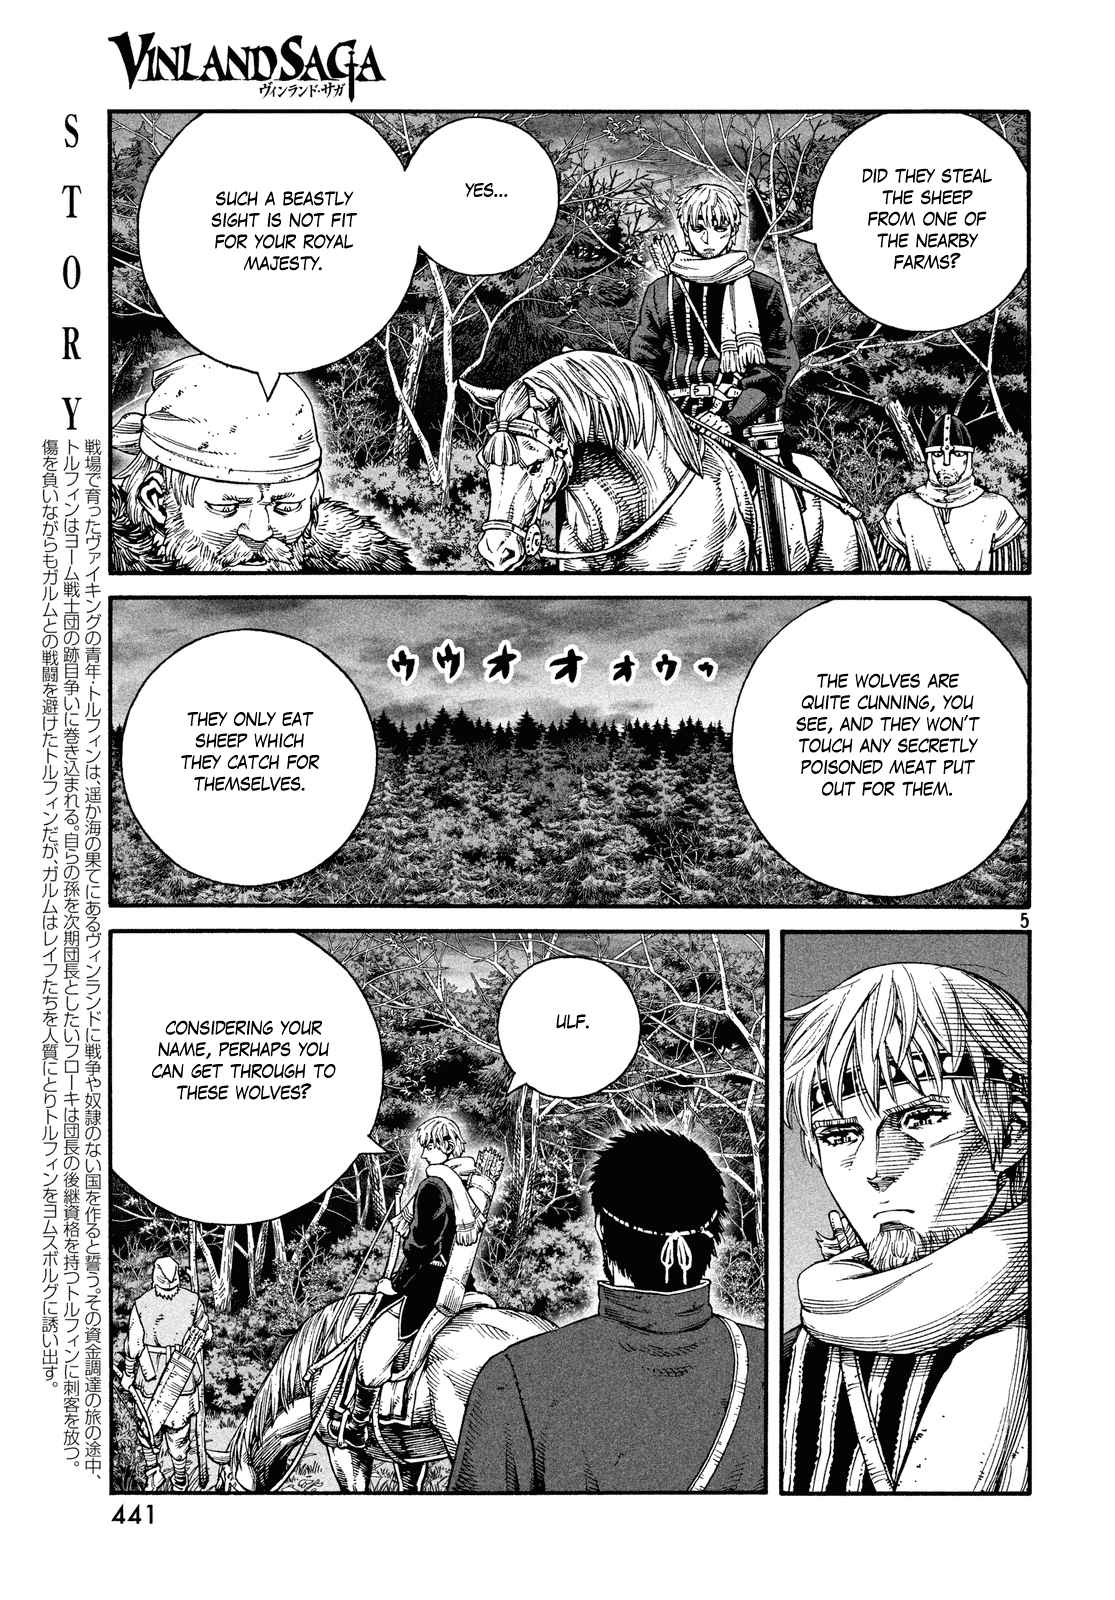 VINLAND SAGA
ヴィンランド・サガ
DID THEY STEAL
THE SHEEP
FROM ONE OF
THE NEARBY
FARMS?
YES...
SUCH A BEASTLY
SIGHT IS NOT FIT
FOR YOUR ROYAL
MAJESTY.
THE WOLVES ARE
QUITE CUNNING, YOU
SEE, AND THEY WON'T
TOUCH ANY SECRETLY
POISONED MEAT PUT
OUT FOR THEM.
ゥウウオオォゥッ
THEY ONLY EAT
SHEEP WHICH
THEY CATCH FOR
THEMSELVES.
5
ULF.
CONSIDERING YOUR
NAME, PERHAPS YOU
CAN GET THROUGH TO
THESE WOLVES?
STORY
戦場で育ったヴァイキングの青年・トルフィンは、遥か海の果てにあるヴィンランドに戦争や奴隷のない国を作ると誓う。その資金調達の旅の途中、
トルフィンはヨーム戦士団の跡目争いに巻き込まれる。自らの孫を次期団長としたいフローキは団長の後継資格を持つトルフィンに刺客を放つ。
傷を負いながらもガルムとの戦闘を避けたトルフィンだが、ガルムはレイフたちを人質にとりトルフィンをヨムスボルグに誘い出す。
441